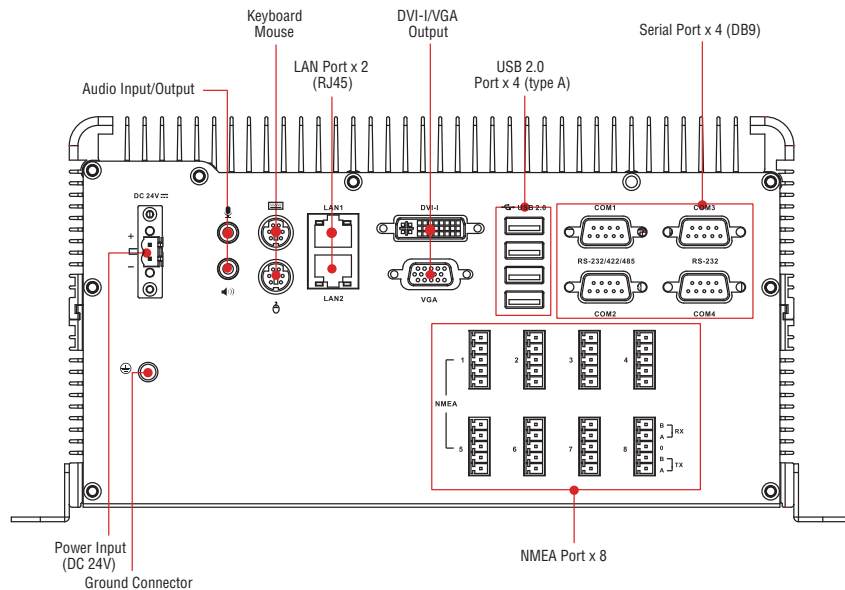 Keyboard
Mouse
DVI-I/VGA
Output
Serial Port x 4 (DB9)
LAN Port x 2
(RJ45)
USB 2.0
Port x 4 (type A)
Audio Input/Output
DC 24V
LAN1
DVI-I
USB 2.0
COM1
COM3
+
−
RS-232/422/485
RS-232
LAN2
VGA
COM2
COM4
1
2
3
4
NMEA
5
6
7
8
B
A
RX
0
B
A
TX
Power Input
(DC 24V)
NMEA Port x 8
Ground Connector